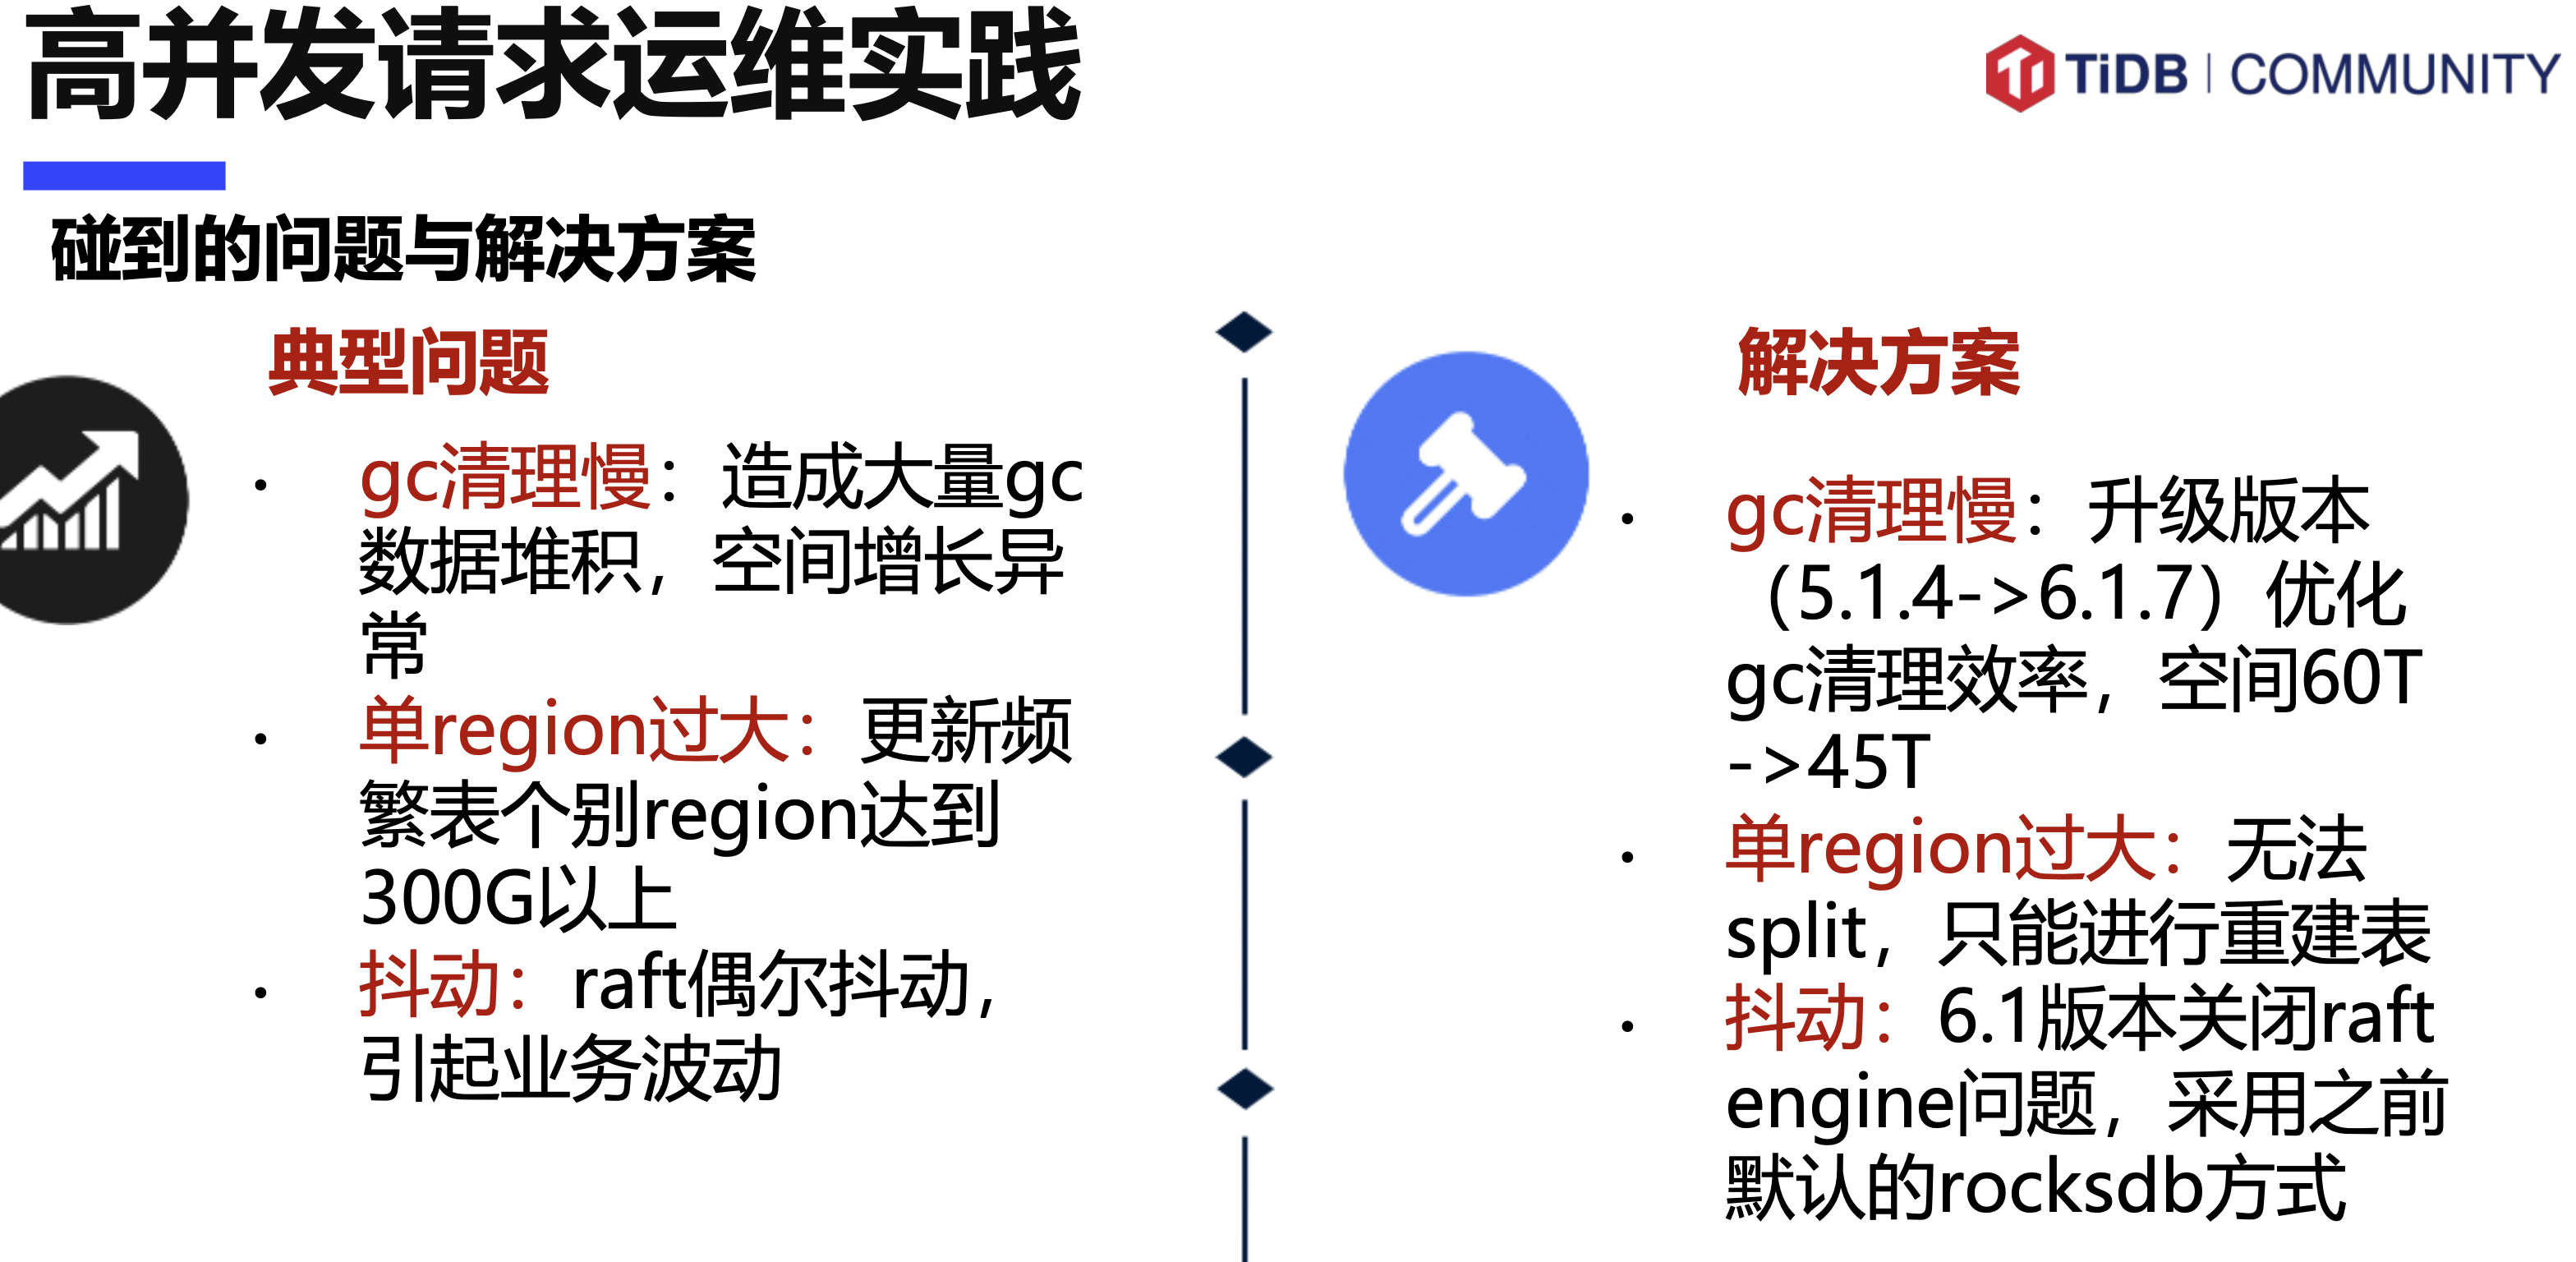 高并发请求运维实践
TiDB | COMMUNITY
碰到的问题与解决方案
典型问题
• gc清理慢：造成大量gc
数据堆积，空间增长异
常
• 单region过大：更新频
繁表个别region达到
300G以上
• 抖动：raft偶尔抖动，
引起业务波动
解决方案
• gc清理慢：升级版本
（5.1.4->6.1.7）优化
gc清理效率，空间60T
->45T
• 单region过大：无法
split，只能进行重建表
• 抖动：6.1版本关闭raft
engine问题，采用之前
默认的rocksdb方式